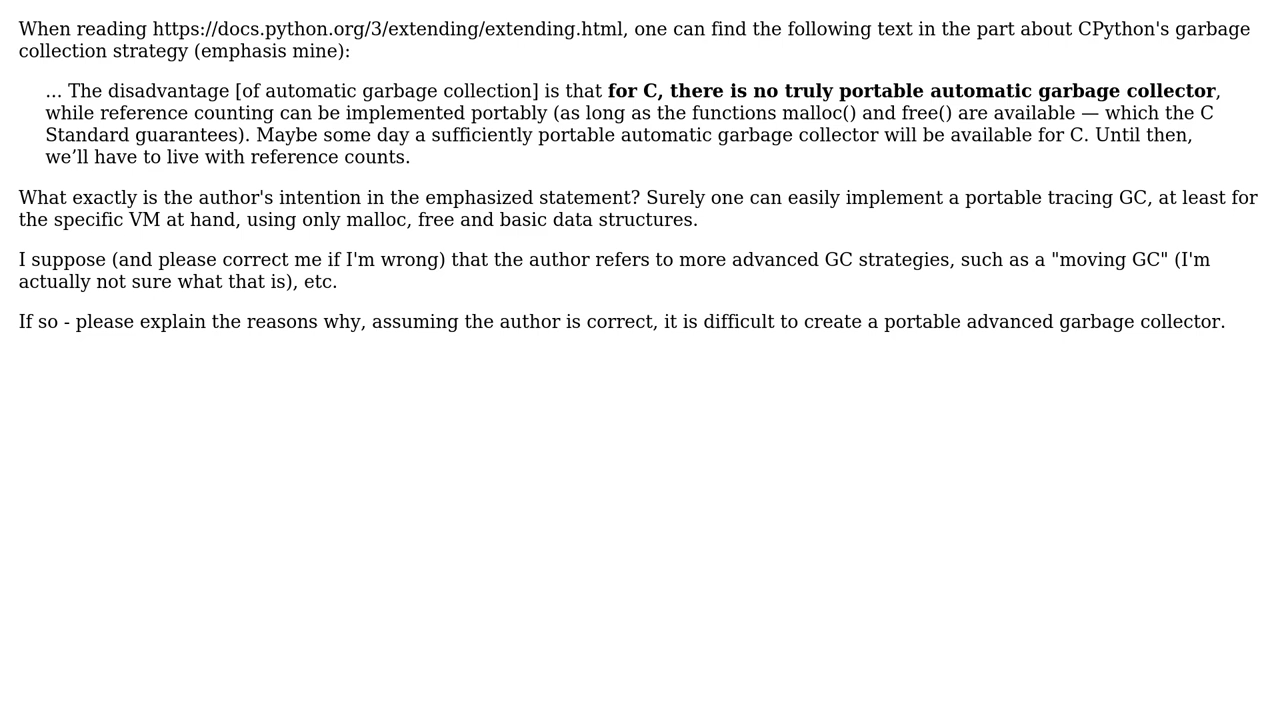 When reading https://docs.python.org/3/extending/extending.html, one can find the following text in the part about CPython's garbage
collection strategy (emphasis mine):
... The disadvantage [of automatic garbage collection] is that for C, there is no truly portable automatic garbage collector,
while reference counting can be implemented portably (as long as the functions malloc() and free() are available — which the C
Standard guarantees). Maybe some day a sufficiently portable automatic garbage collector will be available for C. Until then,
we’ll have to live with reference counts.
What exactly is the author's intention in the emphasized statement? Surely one can easily implement a portable tracing GC, at least for
the specific VM at hand, using only malloc, free and basic data structures.
I suppose (and please correct me if I'm wrong) that the author refers to more advanced GC strategies, such as a "moving GC" (I'm
actually not sure what that is), etc.
If so - please explain the reasons why, assuming the author is correct, it is difficult to create a portable advanced garbage collector.